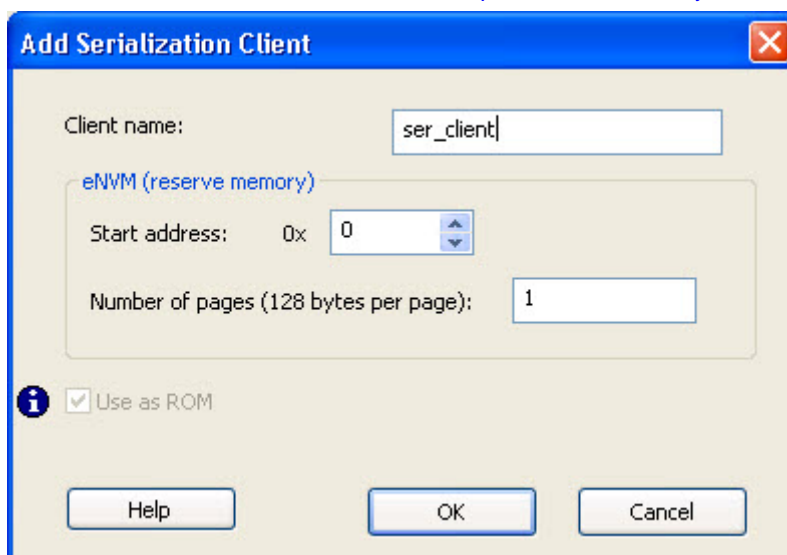 Add Serialization Client
Client name: ser_client
eNVM (reserve memory)
Start address: 0x 0
Number of pages (128 bytes per page): 1
Use as ROM
Help OK Cancel